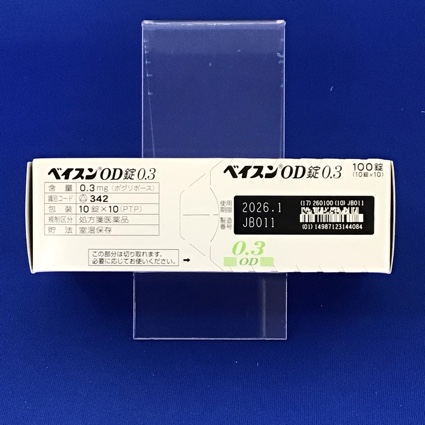 ベイスン OD錠0.3
含 量 0.3mg (ボグリボース)
識別コード 342
包 装 10錠×10 (PTP)
規制区分 処方箋医薬品
貯 法 室温保存
この部分は切り取れます。
必要に応じてお使いください。 →
ベイスン OD錠0.3 100錠
(10錠×10)
使用
期限 2026.1
製造
番号 JB011
(17) 260100 (10) JB011
(01) 14987123144084
0.3
OD